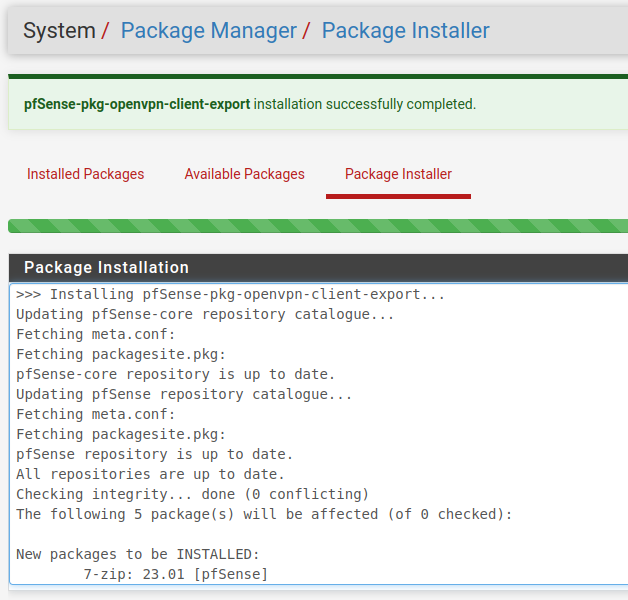 System / Package Manager / Package Installer
pfSense-pkg-openvpn-client-export installation successfully completed.
Installed Packages Available Packages Package Installer
Package Installation
>>> Installing pfSense-pkg-openvpn-client-export...
Updating pfSense-core repository catalogue...
Fetching meta.conf:
Fetching packagesite.pkg:
pfSense-core repository is up to date.
Updating pfSense repository catalogue...
Fetching meta.conf:
Fetching packagesite.pkg:
pfSense repository is up to date.
All repositories are up to date.
Checking integrity... done (0 conflicting)
The following 5 package(s) will be affected (of 0 checked):
New packages to be INSTALLED:
7-zip: 23.01 [pfSense]